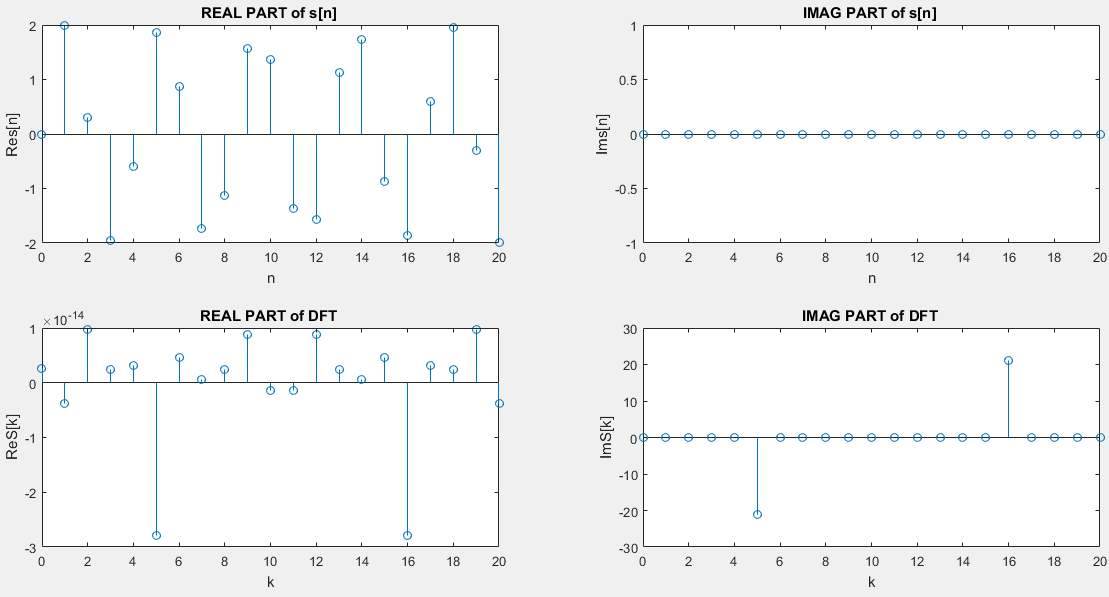 REAL PART of s[n]
2
1
0
-1
-2
Res[n]
0 2 4 6 8 10 12 14 16 18 20
n
IMAG PART of s[n]
1
0.5
0
-0.5
-1
Ims[n]
0 2 4 6 8 10 12 14 16 18 20
n
REAL PART of DFT
×10-14
1
0
-1
-2
-3
ReS[k]
0 2 4 6 8 10 12 14 16 18 20
k
IMAG PART of DFT
30
20
10
0
-10
-20
-30
ImS[k]
0 2 4 6 8 10 12 14 16 18 20
k